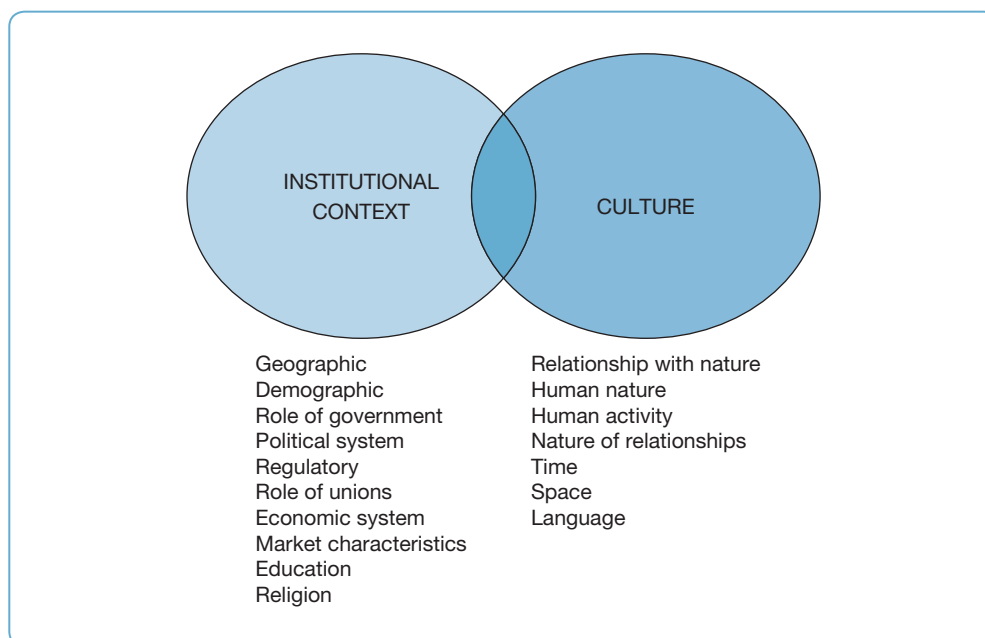 INSTITUTIONAL
CONTEXT
CULTURE
Geographic
Demographic
Role of government
Political system
Regulatory
Role of unions
Economic system
Market characteristics
Education
Religion
Relationship with nature
Human nature
Human activity
Nature of relationships
Time
Space
Language